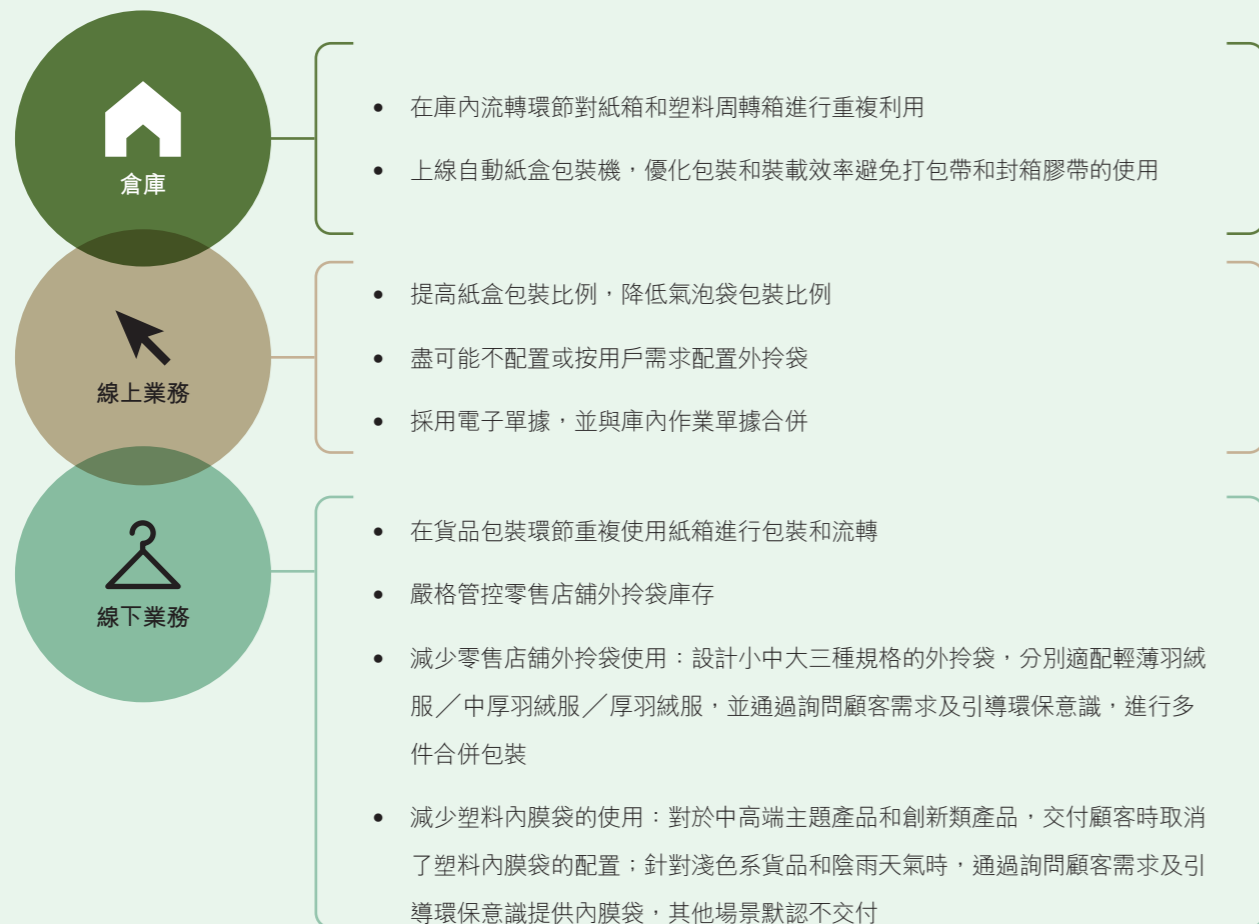 倉庫
在庫內流轉環節對紙箱和塑料周轉箱進行重複利用
上線自動紙盒包裝機，優化包裝和裝載效率避免打包帶和封箱膠帶的使用
線上業務
提高紙盒包裝比例，降低氣泡袋包裝比例
盡可能不配置或按用戶需求配置外拎袋
採用電子單據，並與庫內作業單據合併
線下業務
在貨品包裝環節重複使用紙箱進行包裝和流轉
嚴格管控零售店舖外拎袋庫存
減少零售店舖外拎袋使用：設計小中大三種規格的外拎袋，分別適配輕薄羽絨
服／中厚羽絨服／厚羽絨服，並通過詢問顧客需求及引導環保意識，進行多
件合併包裝
減少塑料內膜袋的使用：對於中高端主題產品和創新類產品，交付顧客時取消
了塑料內膜袋的配置；針對淺色系貨品和陰雨天氣時，通過詢問顧客需求及引
導環保意識提供內膜袋，其他場景默認不交付